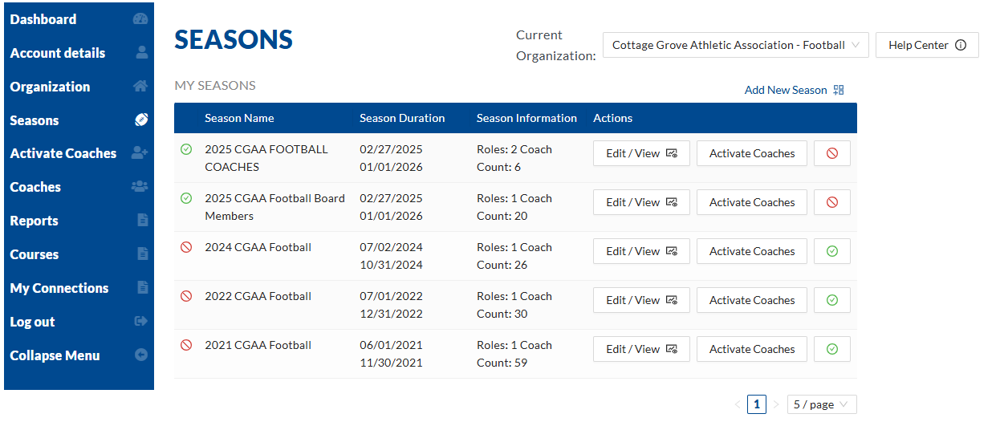 Dashboard
Account details
Organization
Seasons
Activate Coaches
Coaches
Reports
Courses
My Connections
Log out
Collapse Menu
SEASONS
Current
Organization:
Cottage Grove Athletic Association - Football
Help Center
MY SEASONS
Add New Season
Season Name Season Duration Season Information Actions
2025 CGAA FOOTBALL 02/27/2025 Roles: 2 Coach Edit / View Activate Coaches
COACHES 01/01/2026 Count: 6
2025 CGAA Football Board 02/27/2025 Roles: 1 Coach Edit / View Activate Coaches
Members 01/01/2026 Count: 20
2024 CGAA Football 07/02/2024 Roles: 1 Coach Edit / View Activate Coaches
10/31/2024 Count: 26
2022 CGAA Football 07/01/2022 Roles: 1 Coach Edit / View Activate Coaches
12/31/2022 Count: 30
2021 CGAA Football 06/01/2021 Roles: 1 Coach Edit / View Activate Coaches
11/30/2021 Count: 59
< 1 > 5 / page